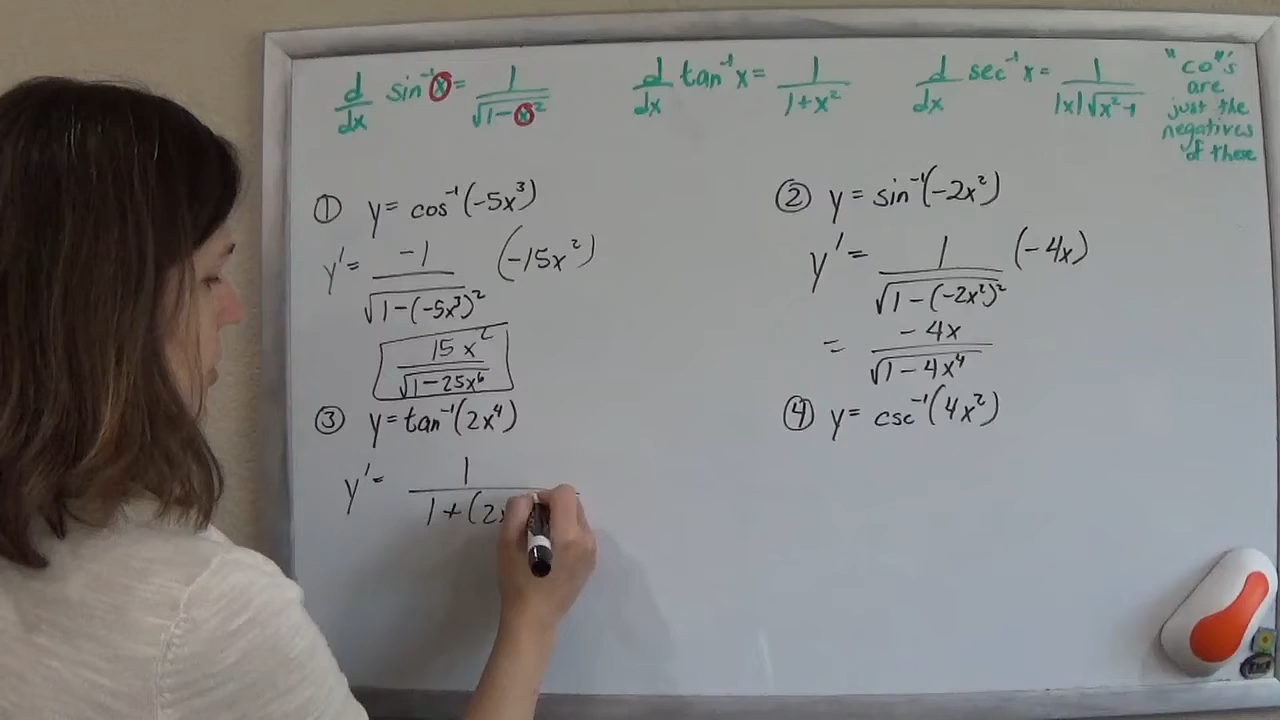 d/dx sin⁻¹x = 1/√(1-x²)
d/dx tan⁻¹x = 1/(1+x²)
d/dx sec⁻¹x = 1/(|x|√(x²-1))
"co"'s
are
just the
negatives
of these
① y = cos⁻¹(-5x³)
y' = -1/√(1-(-5x³)²) (-15x²)
15x²/√(1-25x⁶)
② y = sin⁻¹(-2x²)
y' = 1/√(1-(-2x²)²) (-4x)
= -4x/√(1-4x⁴)
③ y = tan⁻¹(2x⁴)
y' = 1/(1+(2x
④ y = csc⁻¹(4x²)